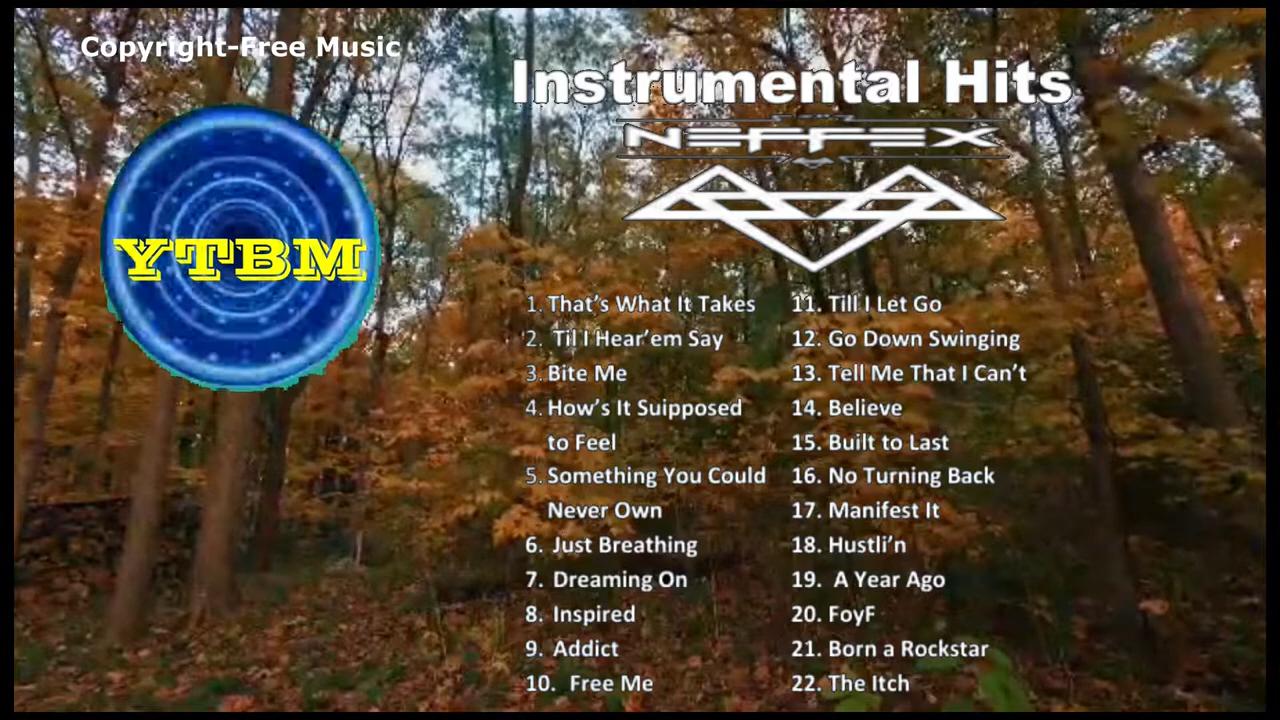 Copyright-Free Music
Instrumental Hits
NEFFEX
YTBM
1. That's What It Takes
2. Til I Hear'em Say
3. Bite Me
4. How's It Suipposed
to Feel
5. Something You Could
Never Own
6. Just Breathing
7. Dreaming On
8. Inspired
9. Addict
10. Free Me
11. Till I Let Go
12. Go Down Swinging
13. Tell Me That I Can't
14. Believe
15. Built to Last
16. No Turning Back
17. Manifest It
18. Hustli'n
19. A Year Ago
20. FoyF
21. Born a Rockstar
22. The Itch